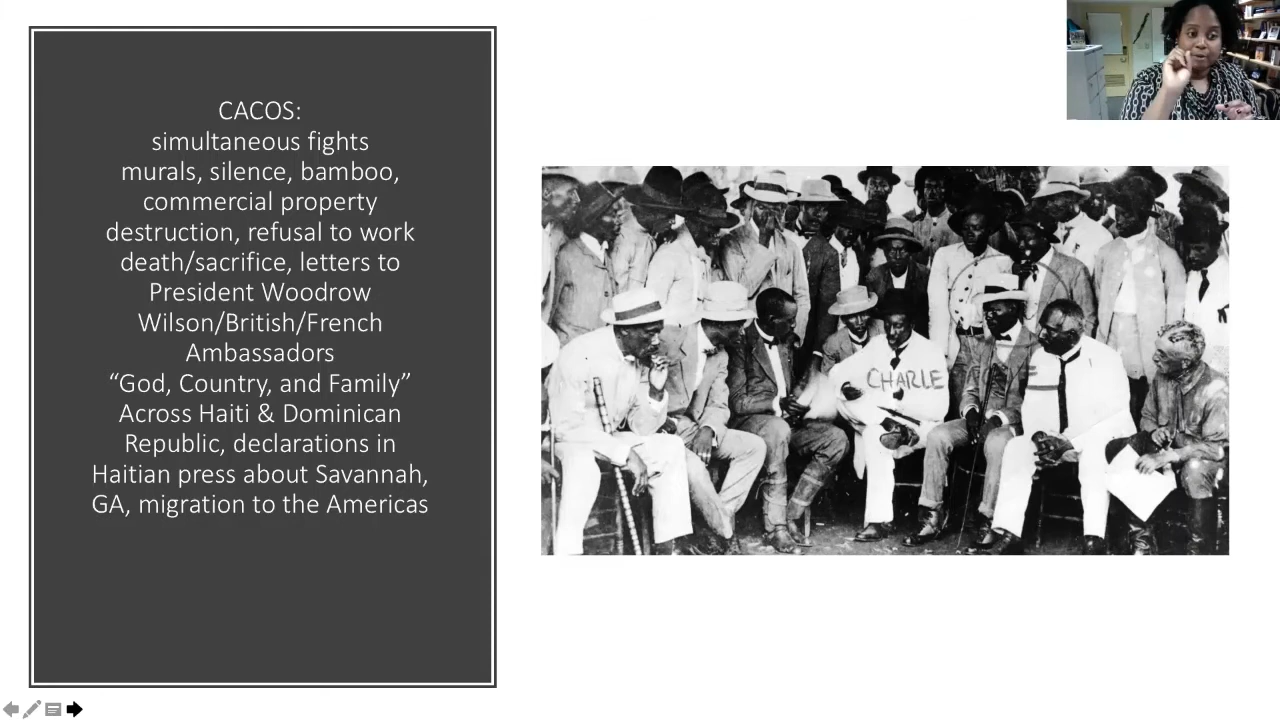 CACOS:
simultaneous fights
murals, silence, bamboo,
commercial property
destruction, refusal to work
death/sacrifice, letters to
President Woodrow
Wilson/British/French
Ambassadors
“God, Country, and Family”
Across Haiti & Dominican
Republic, declarations in
Haitian press about Savannah,
GA, migration to the Americas
CHARLE